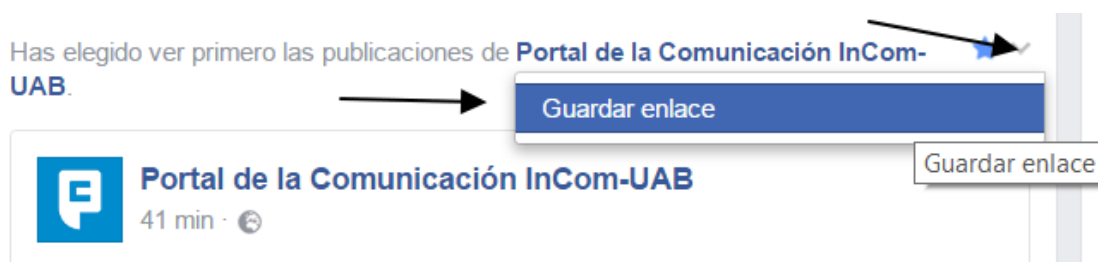 Has elegido ver primero las publicaciones de Portal de la Comunicación InCom-
UAB.
Guardar enlace
Guardar enlace
Portal de la Comunicación InCom-UAB
41 min ·